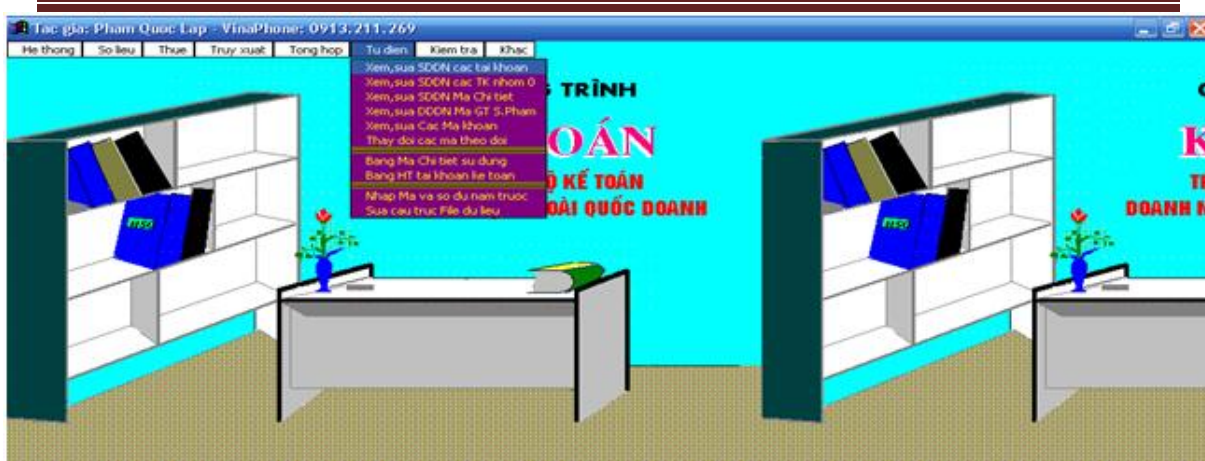 Tac gia: Pham Quoc Lap - VinaPhone: 0913.211.269
He thong So lieu Thue Truy xuat Tong hop Tu dien Kiem tra Khac
Xem,sua SDDN cac tai khoan
Xem,sua SDDN cac TK nhom 0
Xem,sua SDDN Ma Chi tiet
Xem,sua DDDN Ma GT S.Pham
Xem,sua Cac Ma khoan
Thay doi cac ma theo doi
Bang Ma Chi tiet su dung
Bang HT tai khoan ke toan
Nhap Ma va so du nam truoc
Sua cau truc File du lieu
TRÌNH
OÁN
KẾ TOÁN
OÀI QUỐC DOANH
K
DOANH N